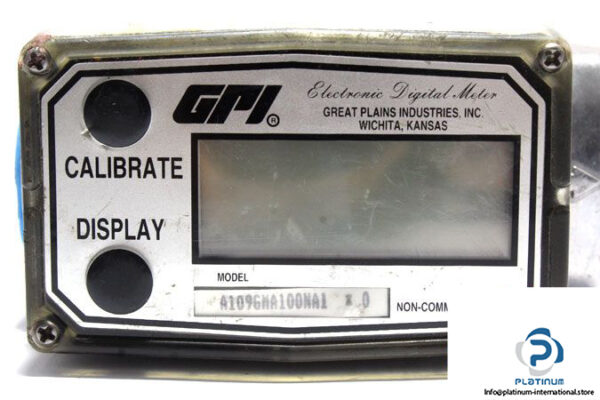 GPI®
Electronic Digital Meter
GREAT PLAINS INDUSTRIES, INC.
WICHITA, KANSAS
CALIBRATE
DISPLAY
MODEL
A109GMA100NA1
NON-COMM
PLATINUM
Info@platinum-international.store